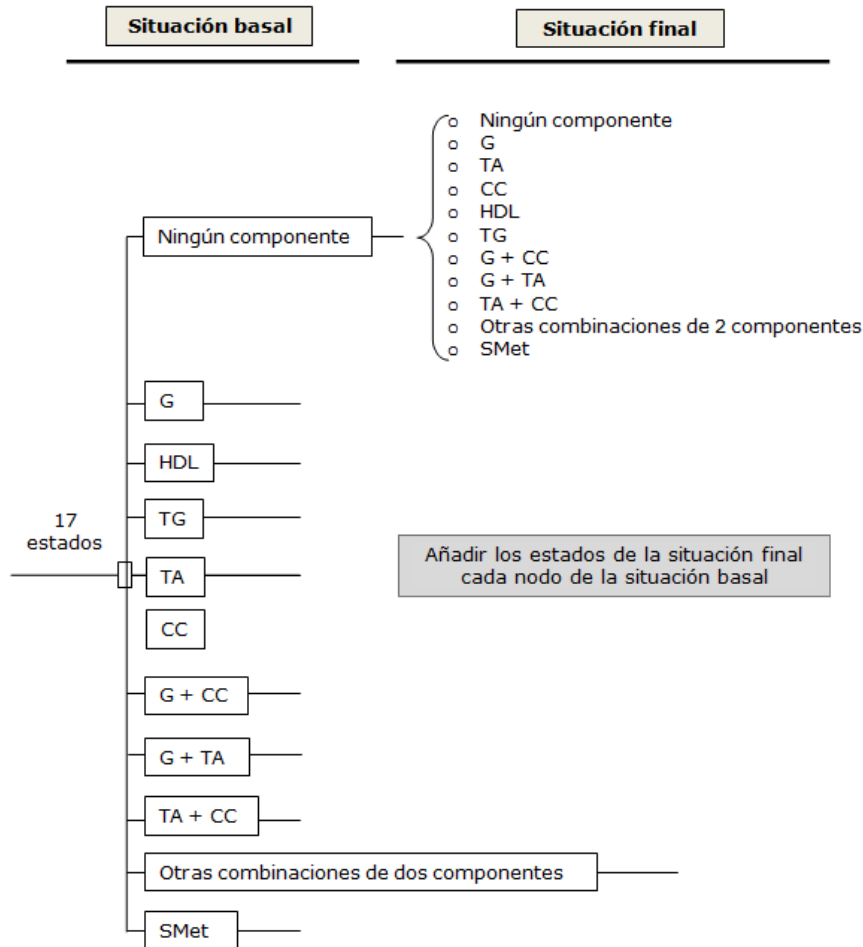 Situación basal
Situación final
Ningún componente
o Ningún componente
o G
o TA
o CC
o HDL
o TG
o G + CC
o G + TA
o TA + CC
o Otras combinaciones de 2 componentes
o SMet
G
HDL
TG
17
estados
TA
Añadir los estados de la situación final
cada nodo de la situación basal
CC
G + CC
G + TA
TA + CC
Otras combinaciones de dos componentes
SMet